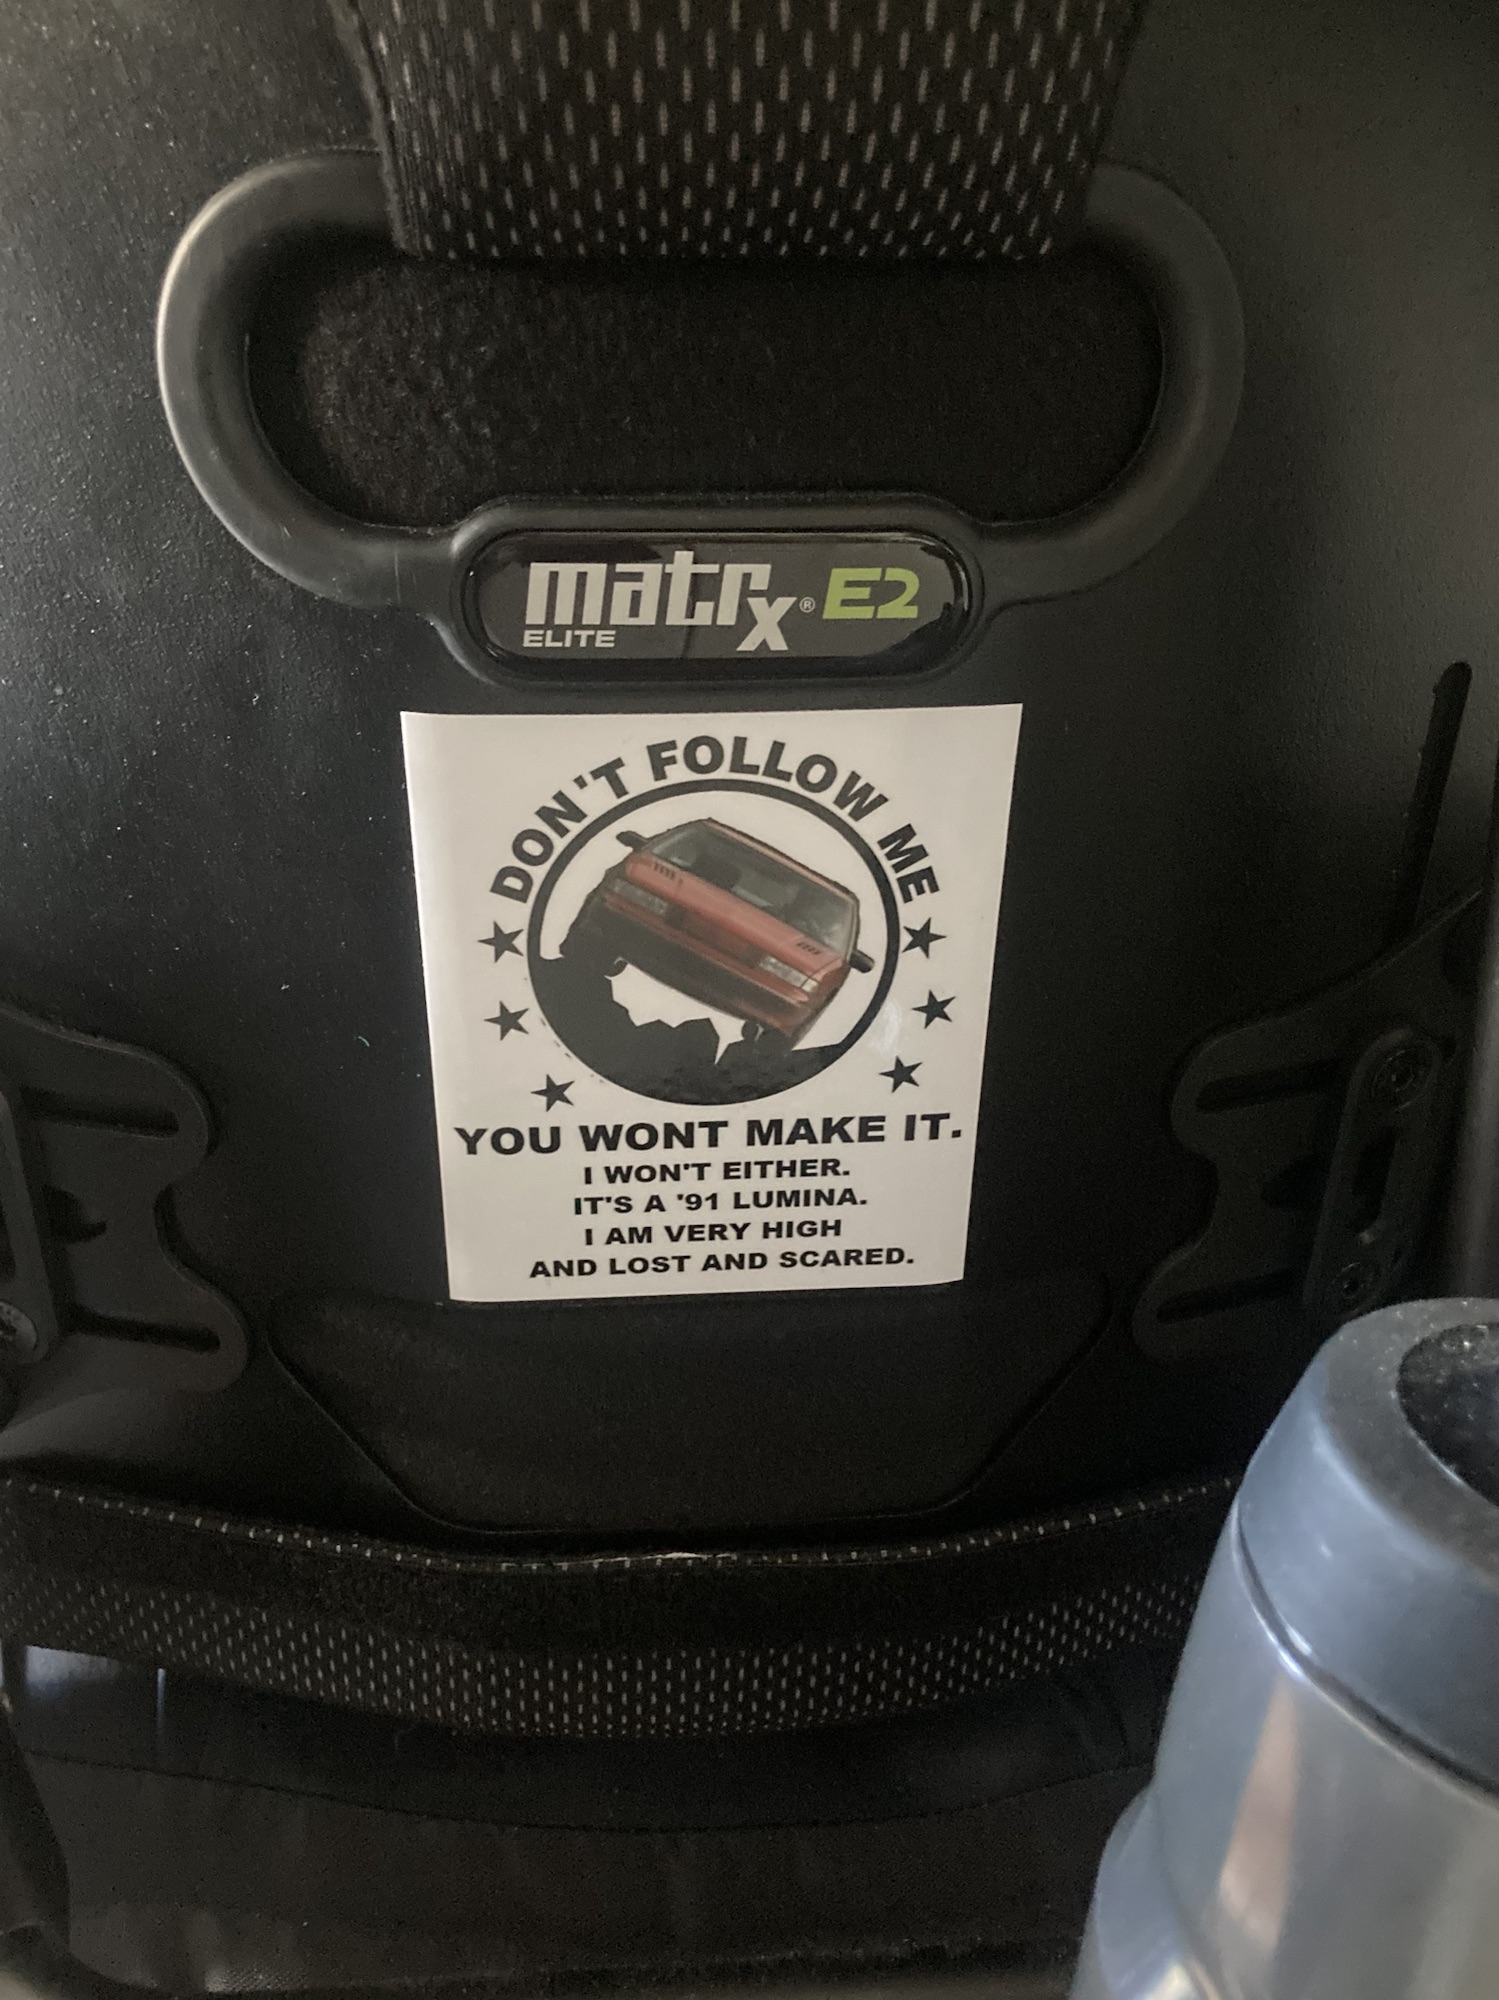 matrx® E2
ELITE
DON'T FOLLOW ME
YOU WONT MAKE IT.
I WON'T EITHER.
IT'S A '91 LUMINA.
I AM VERY HIGH
AND LOST AND SCARED.